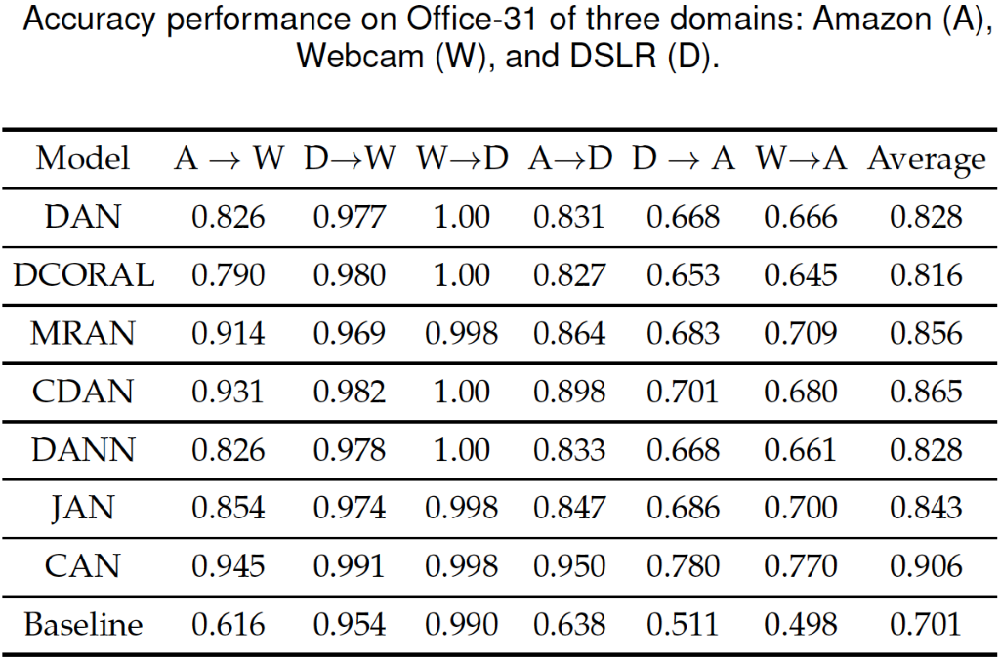 Accuracy performance on Office-31 of three domains: Amazon (A),
Webcam (W), and DSLR (D).
Model A → W D→W W→D A→D D → A W→A Average
DAN 0.826 0.977 1.00 0.831 0.668 0.666 0.828
DCORAL 0.790 0.980 1.00 0.827 0.653 0.645 0.816
MRAN 0.914 0.969 0.998 0.864 0.683 0.709 0.856
CDAN 0.931 0.982 1.00 0.898 0.701 0.680 0.865
DANN 0.826 0.978 1.00 0.833 0.668 0.661 0.828
JAN 0.854 0.974 0.998 0.847 0.686 0.700 0.843
CAN 0.945 0.991 0.998 0.950 0.780 0.770 0.906
Baseline 0.616 0.954 0.990 0.638 0.511 0.498 0.701